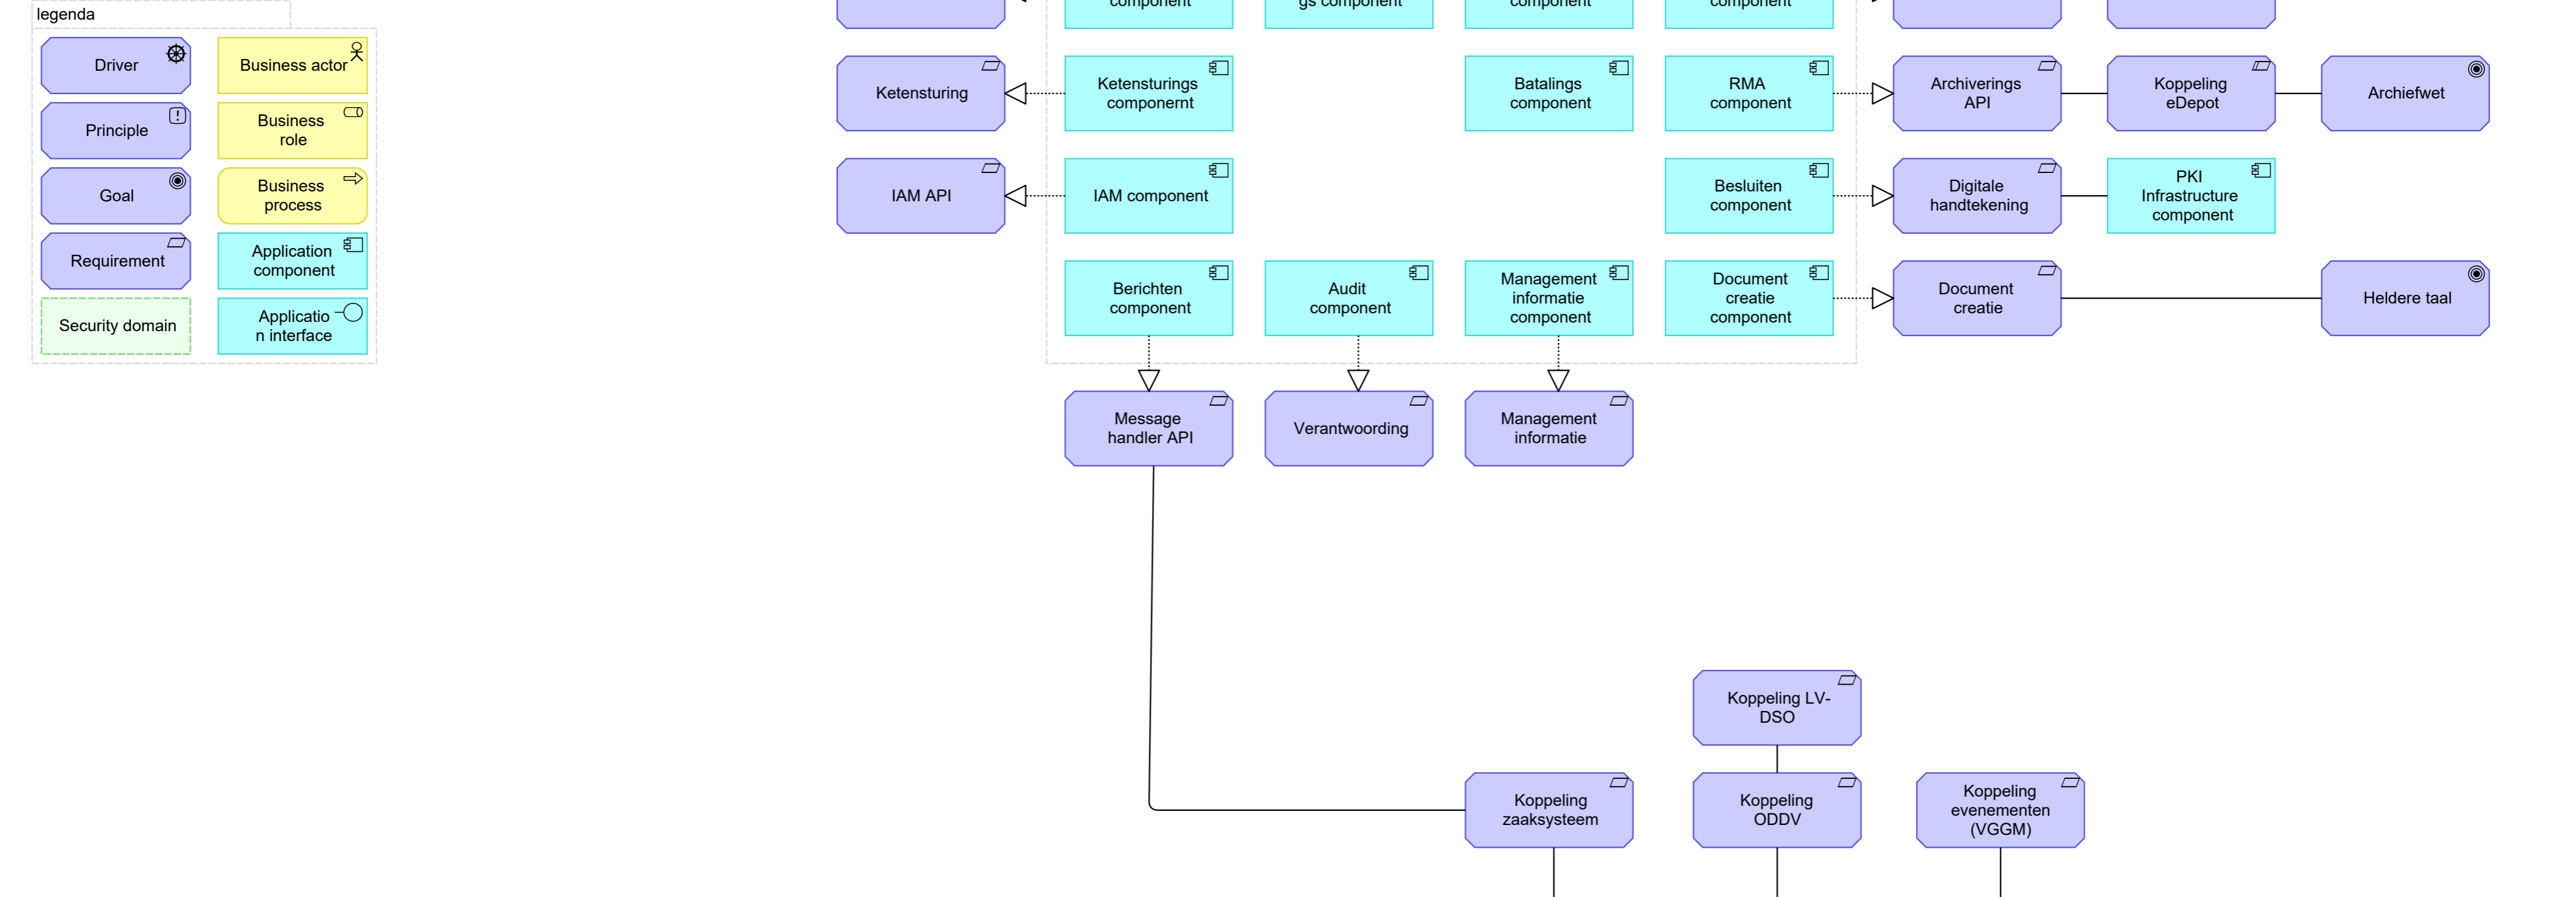 legenda
Driver
Business actor
Principle
Business
role
Goal
Business
process
Requirement
Application
component
Security domain
Applicatio
n interface
component
gs component
component
component
Ketensturing
Ketensturings
componernt
Batalings
component
RMA
component
Archiverings
API
Koppeling
eDepot
Archiefwet
IAM API
IAM component
Besluiten
component
Digitale
handtekening
PKI
Infrastructure
component
Berichten
component
Audit
component
Management
informatie
component
Document
creatie
component
Document
creatie
Heldere taal
Message
handler API
Verantwoording
Management
informatie
Koppeling LV-
DSO
Koppeling
zaaksysteem
Koppeling
ODDV
Koppeling
evenementen
(VGGM)